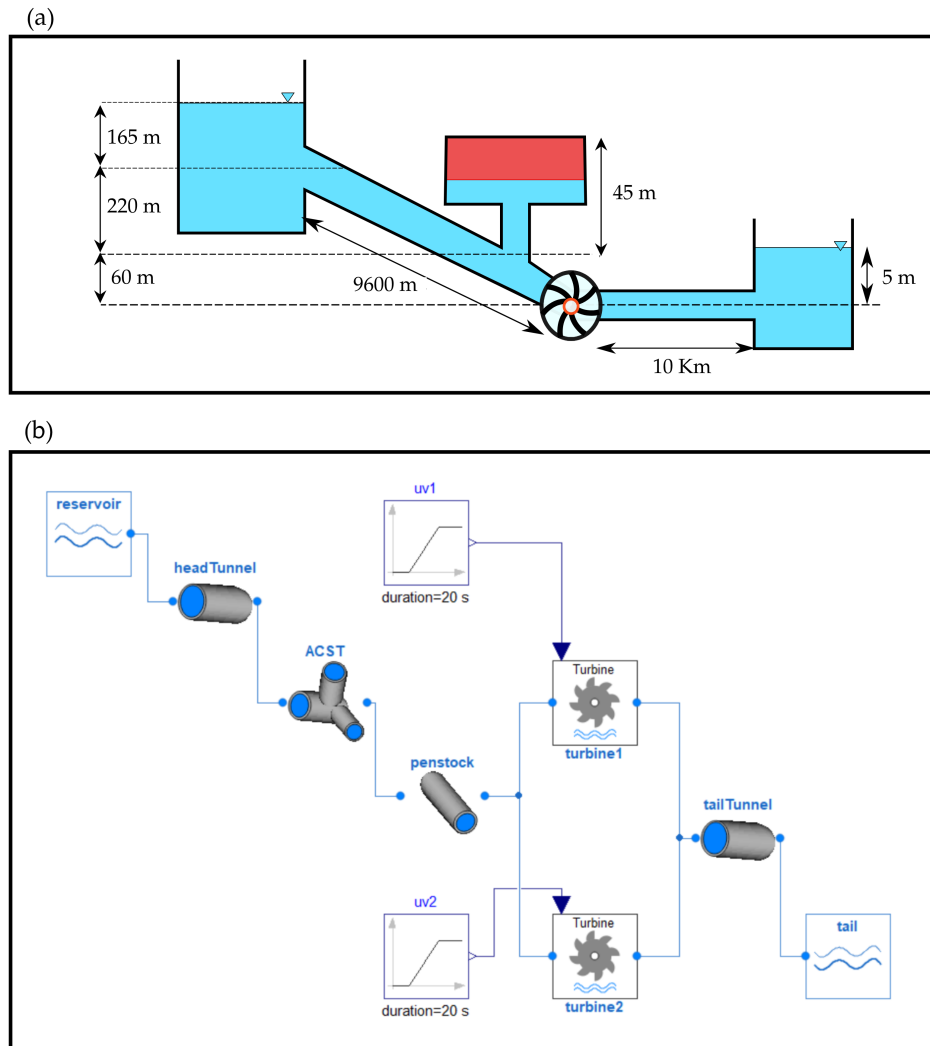 (a)
165 m
220 m
60 m
9600 m
45 m
5 m
10 Km
(b)
reservoir
headTunnel
ACST
penstock
uv1
duration=20 s
Turbine
turbine1
tailTunnel
uv2
duration=20 s
Turbine
turbine2
tail